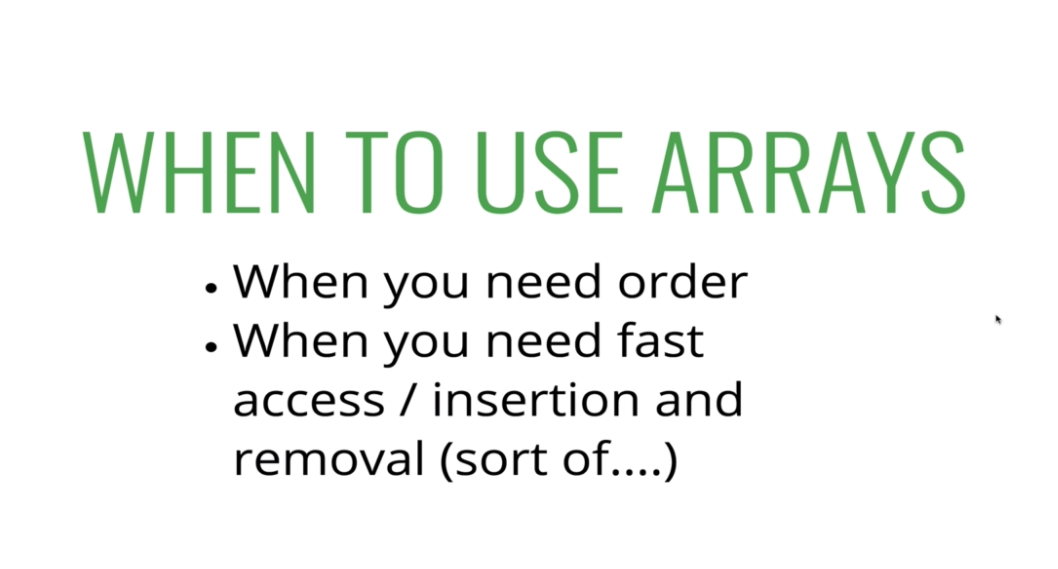 WHEN TO USE ARRAYS
• When you need order
• When you need fast
access / insertion and
removal (sort of....)